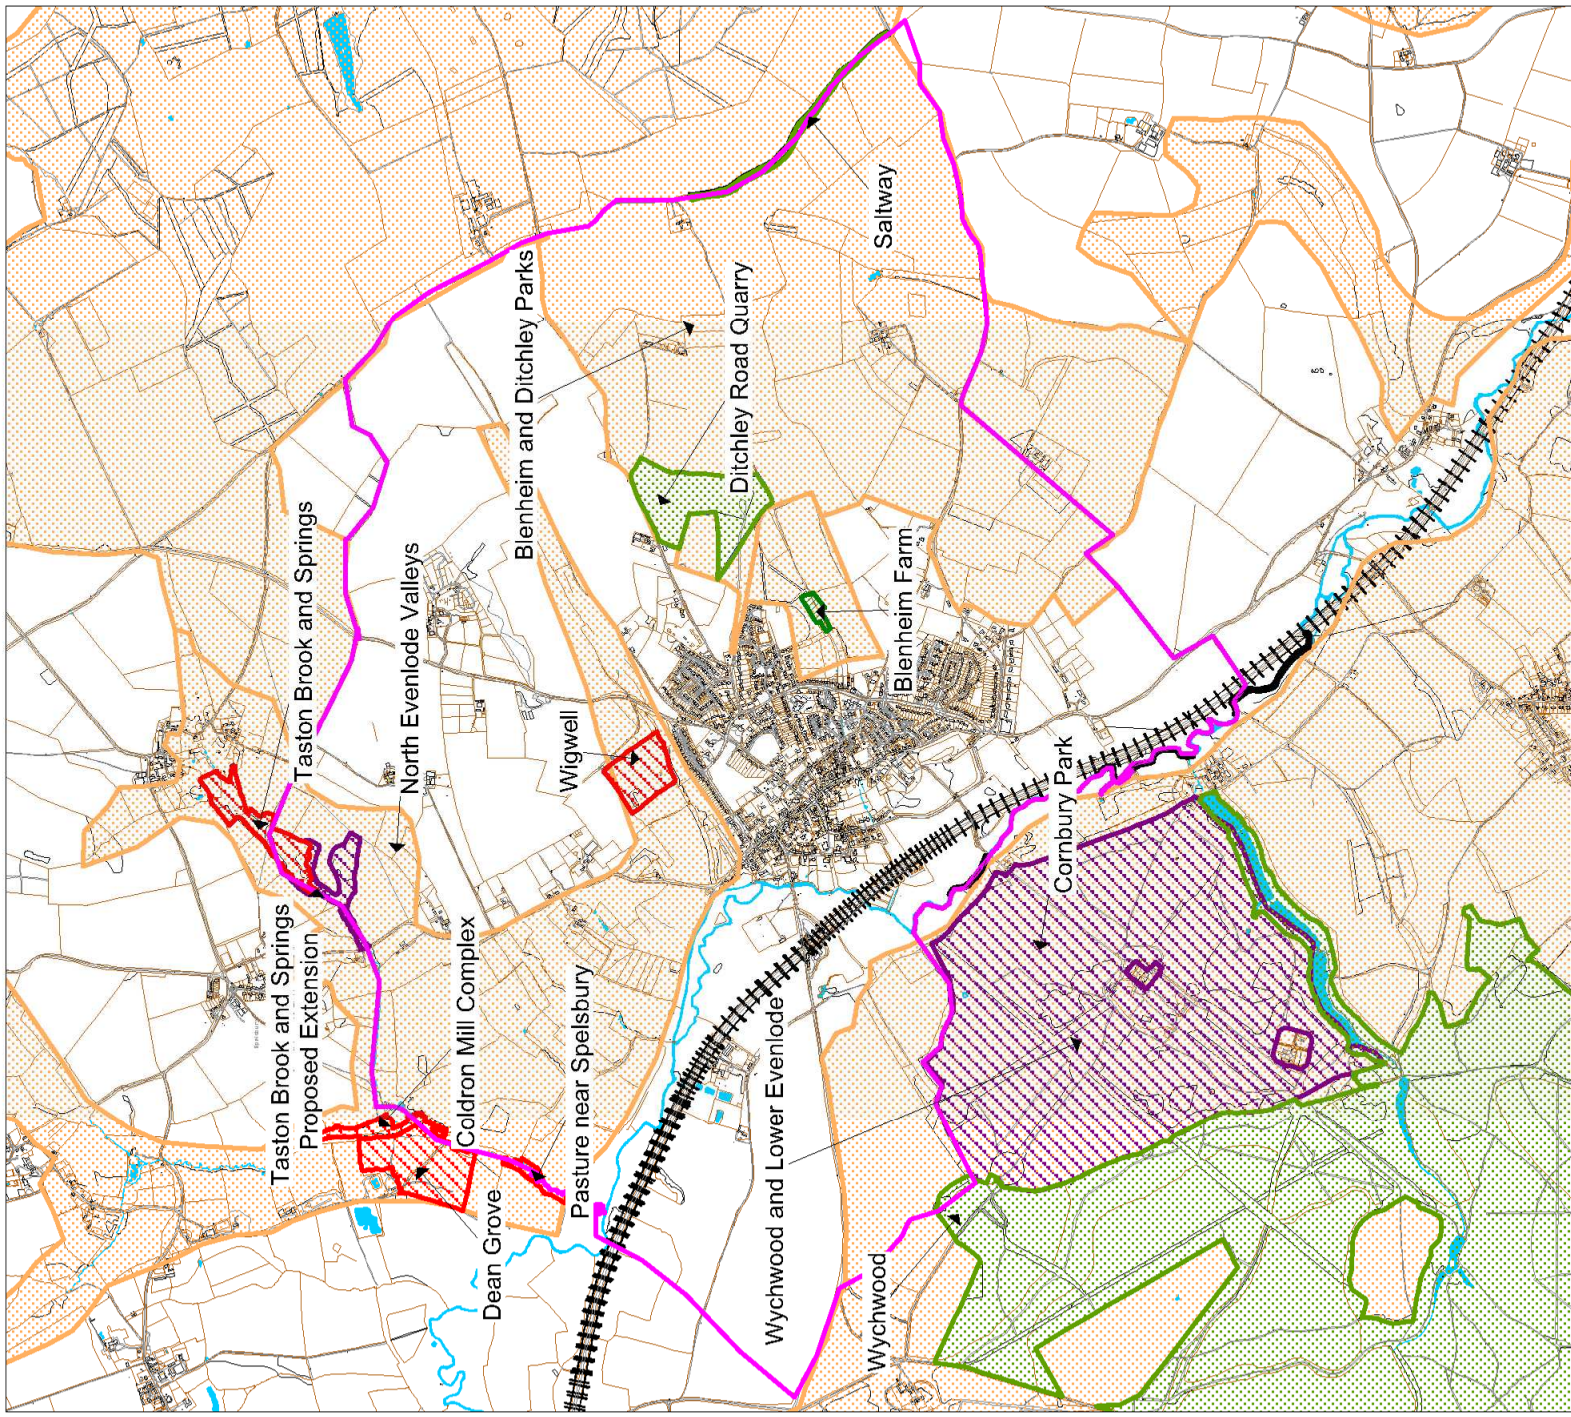 Taston Brook and Springs
Proposed Extension
Dean Grove
Coldron Mill Complex
Pasture near Spelsbury
Taston Brook and Springs
North Evenlode Valleys
Wigwell
Blenheim and Ditchley Parks
Ditchley Road Quarry
Saltway
Blenheim Farm
Wychwood and Lower Evenlode
Wychwood
Cornbury Park